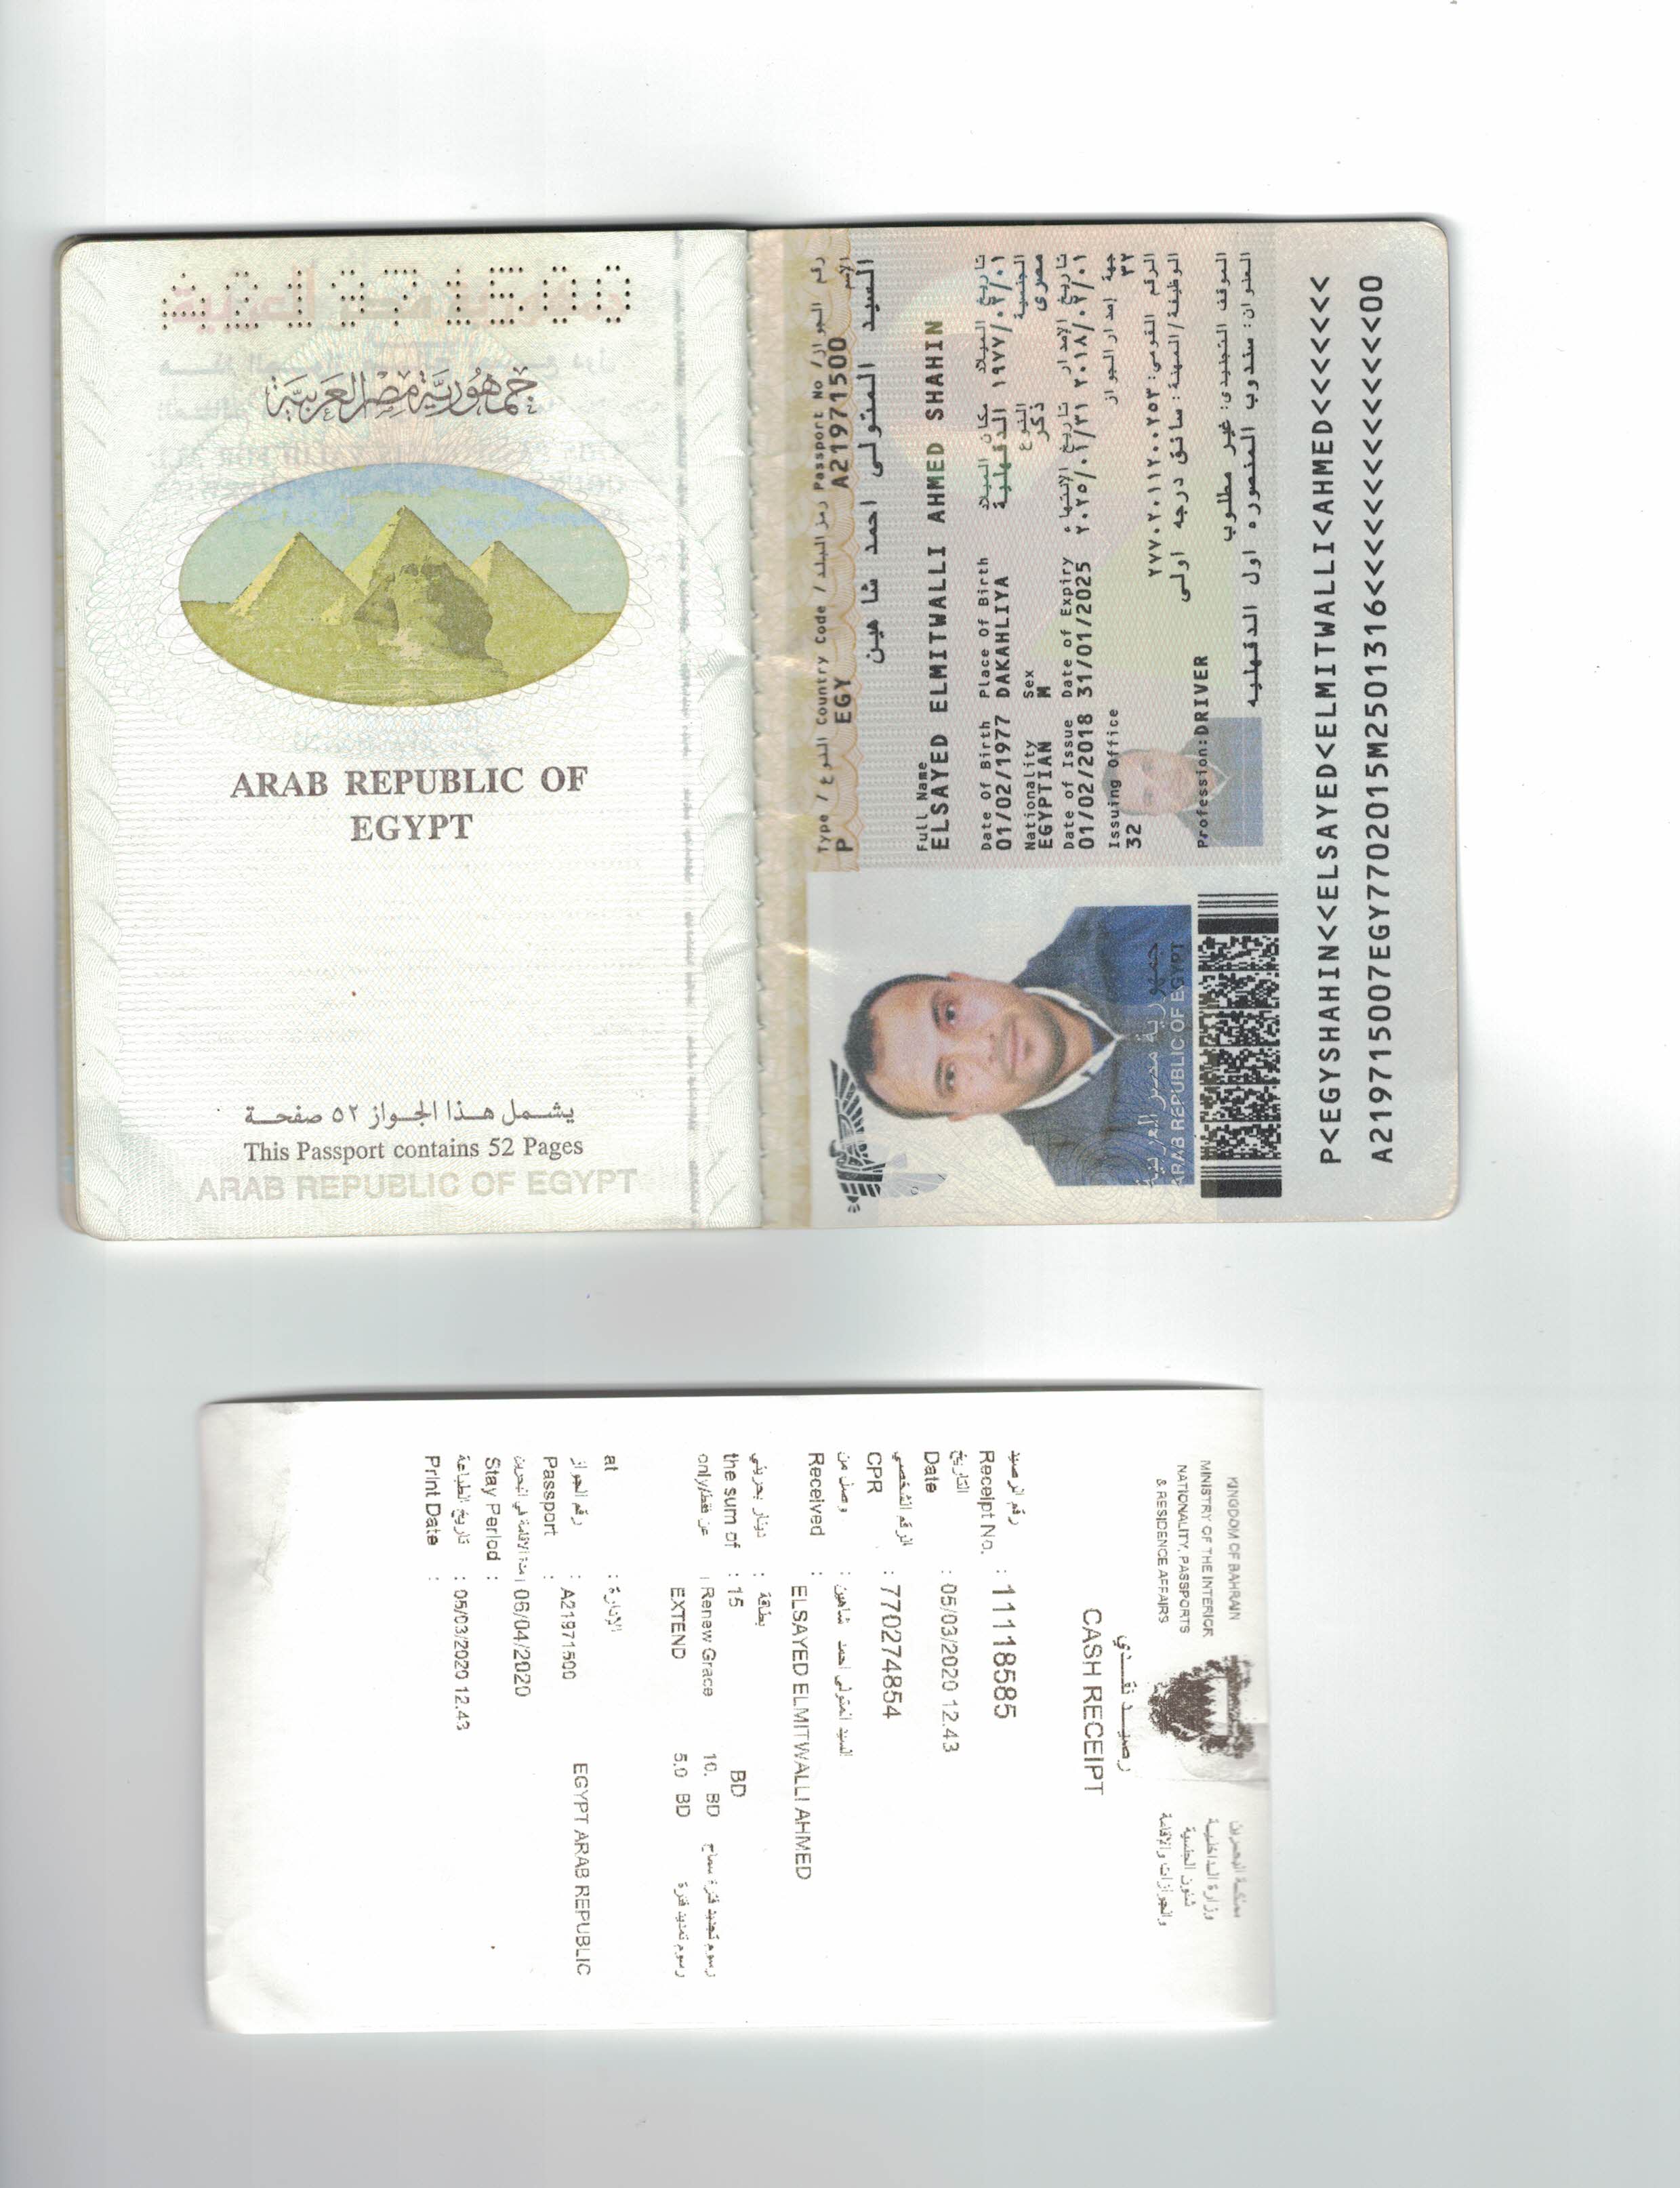 A21971500
جمهورية مصر العربية
ARAB REPUBLIC OF
EGYPT
يشمل هذا الجواز ٥٢ صفحة
This Passport contains 52 Pages
ARAB REPUBLIC OF EGYPT
Type / النوع Country Code / رمز البلد Passport No / رقم الجواز
P EGY A21971500
الإسم
السيد المتولى احمد شاهين
Full Name
ELSAYED ELMITWALLI AHMED SHAHIN
Date Of Birth Place Of Birth مكان الميلاد تاريخ الميلاد
01/02/1977 DAKAHLIYA الدقهلية ١٩٧٧/٠٢/٠١
Nationality Sex النوع الجنسية
EGYPTIAN M ذكر مصرى
Date of Issue Date of Expiry تاريخ الإنتهاء تاريخ الإصدار
01/02/2018 31/01/2025 ٢٠٢٥/٠١/٣١ ٢٠١٨/٠٢/٠١
Issuing Office جهة إصدار الجواز
32 ٣٢
الرقم القومى: ٢٧٧٠٢٠١١٢٠٠٢٥٣
الوظيفة/المهنة: سائق درجه اولى
Profession:DRIVER
الموقف التجنيدى: غير مطلوب
العنوان: مندوب المنصوره اول الدقهليه
جمهورية مصر العربية
ARAB REPUBLIC OF EGYPT
P<EGYSHAHIN<<ELSAYED<ELMITWALLI<AHMED<<<<<<<
A219715007EGY7702015M2501316<<<<<<<<<<<<<<00
KINGDOM OF BAHRAIN مملكة البحرين
MINISTRY OF THE INTERIOR وزارة الداخلية
NATIONALITY, PASSPORTS شئون الجنسية
& RESIDENCE AFFAIRS والجوازات والإقامة
رصيد نقدي
CASH RECEIPT
رقم الرصيد
Receipt No. : 11118585
التاريخ
Date : 05/03/2020 12.43
الرقم الشخصي
CPR : 770274854
وصل من : السيد المتولى احمد شاهين
Received : ELSAYED ELMITWALLI AHMED
دينار بحريني : بطاقة
the sum of : 15 BD
عن فقط/only : Renew Grace 10. BD رسوم تجديد فترة سماح
EXTEND 5.0 BD رسوم تمديد فترة
at : الإدارة
رقم الجواز
Passport : A21971500 EGYPT ARAB REPUBLIC
مدة الاقامة في البحرين 06/04/2020
Stay Period :
تاريخ الطباعة : 05/03/2020 12.43
Print Date :